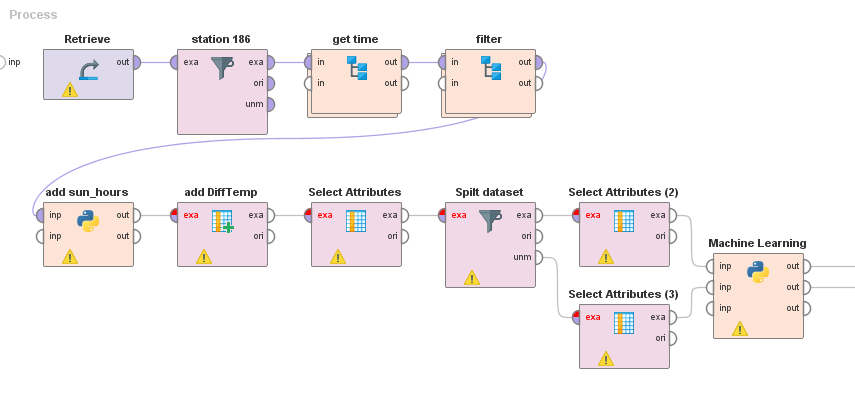 Process
inp
Retrieve
out
station 186
exa
exa
ori
unm
get time
in
out
in
out
filter
in
out
in
out
add sun_hours
inp
out
inp
out
add DiffTemp
exa
exa
ori
Select Attributes
exa
exa
ori
Spilt dataset
exa
exa
ori
unm
Select Attributes (2)
exa
exa
ori
Select Attributes (3)
exa
exa
ori
Machine Learning
inp
out
inp
out
inp
out